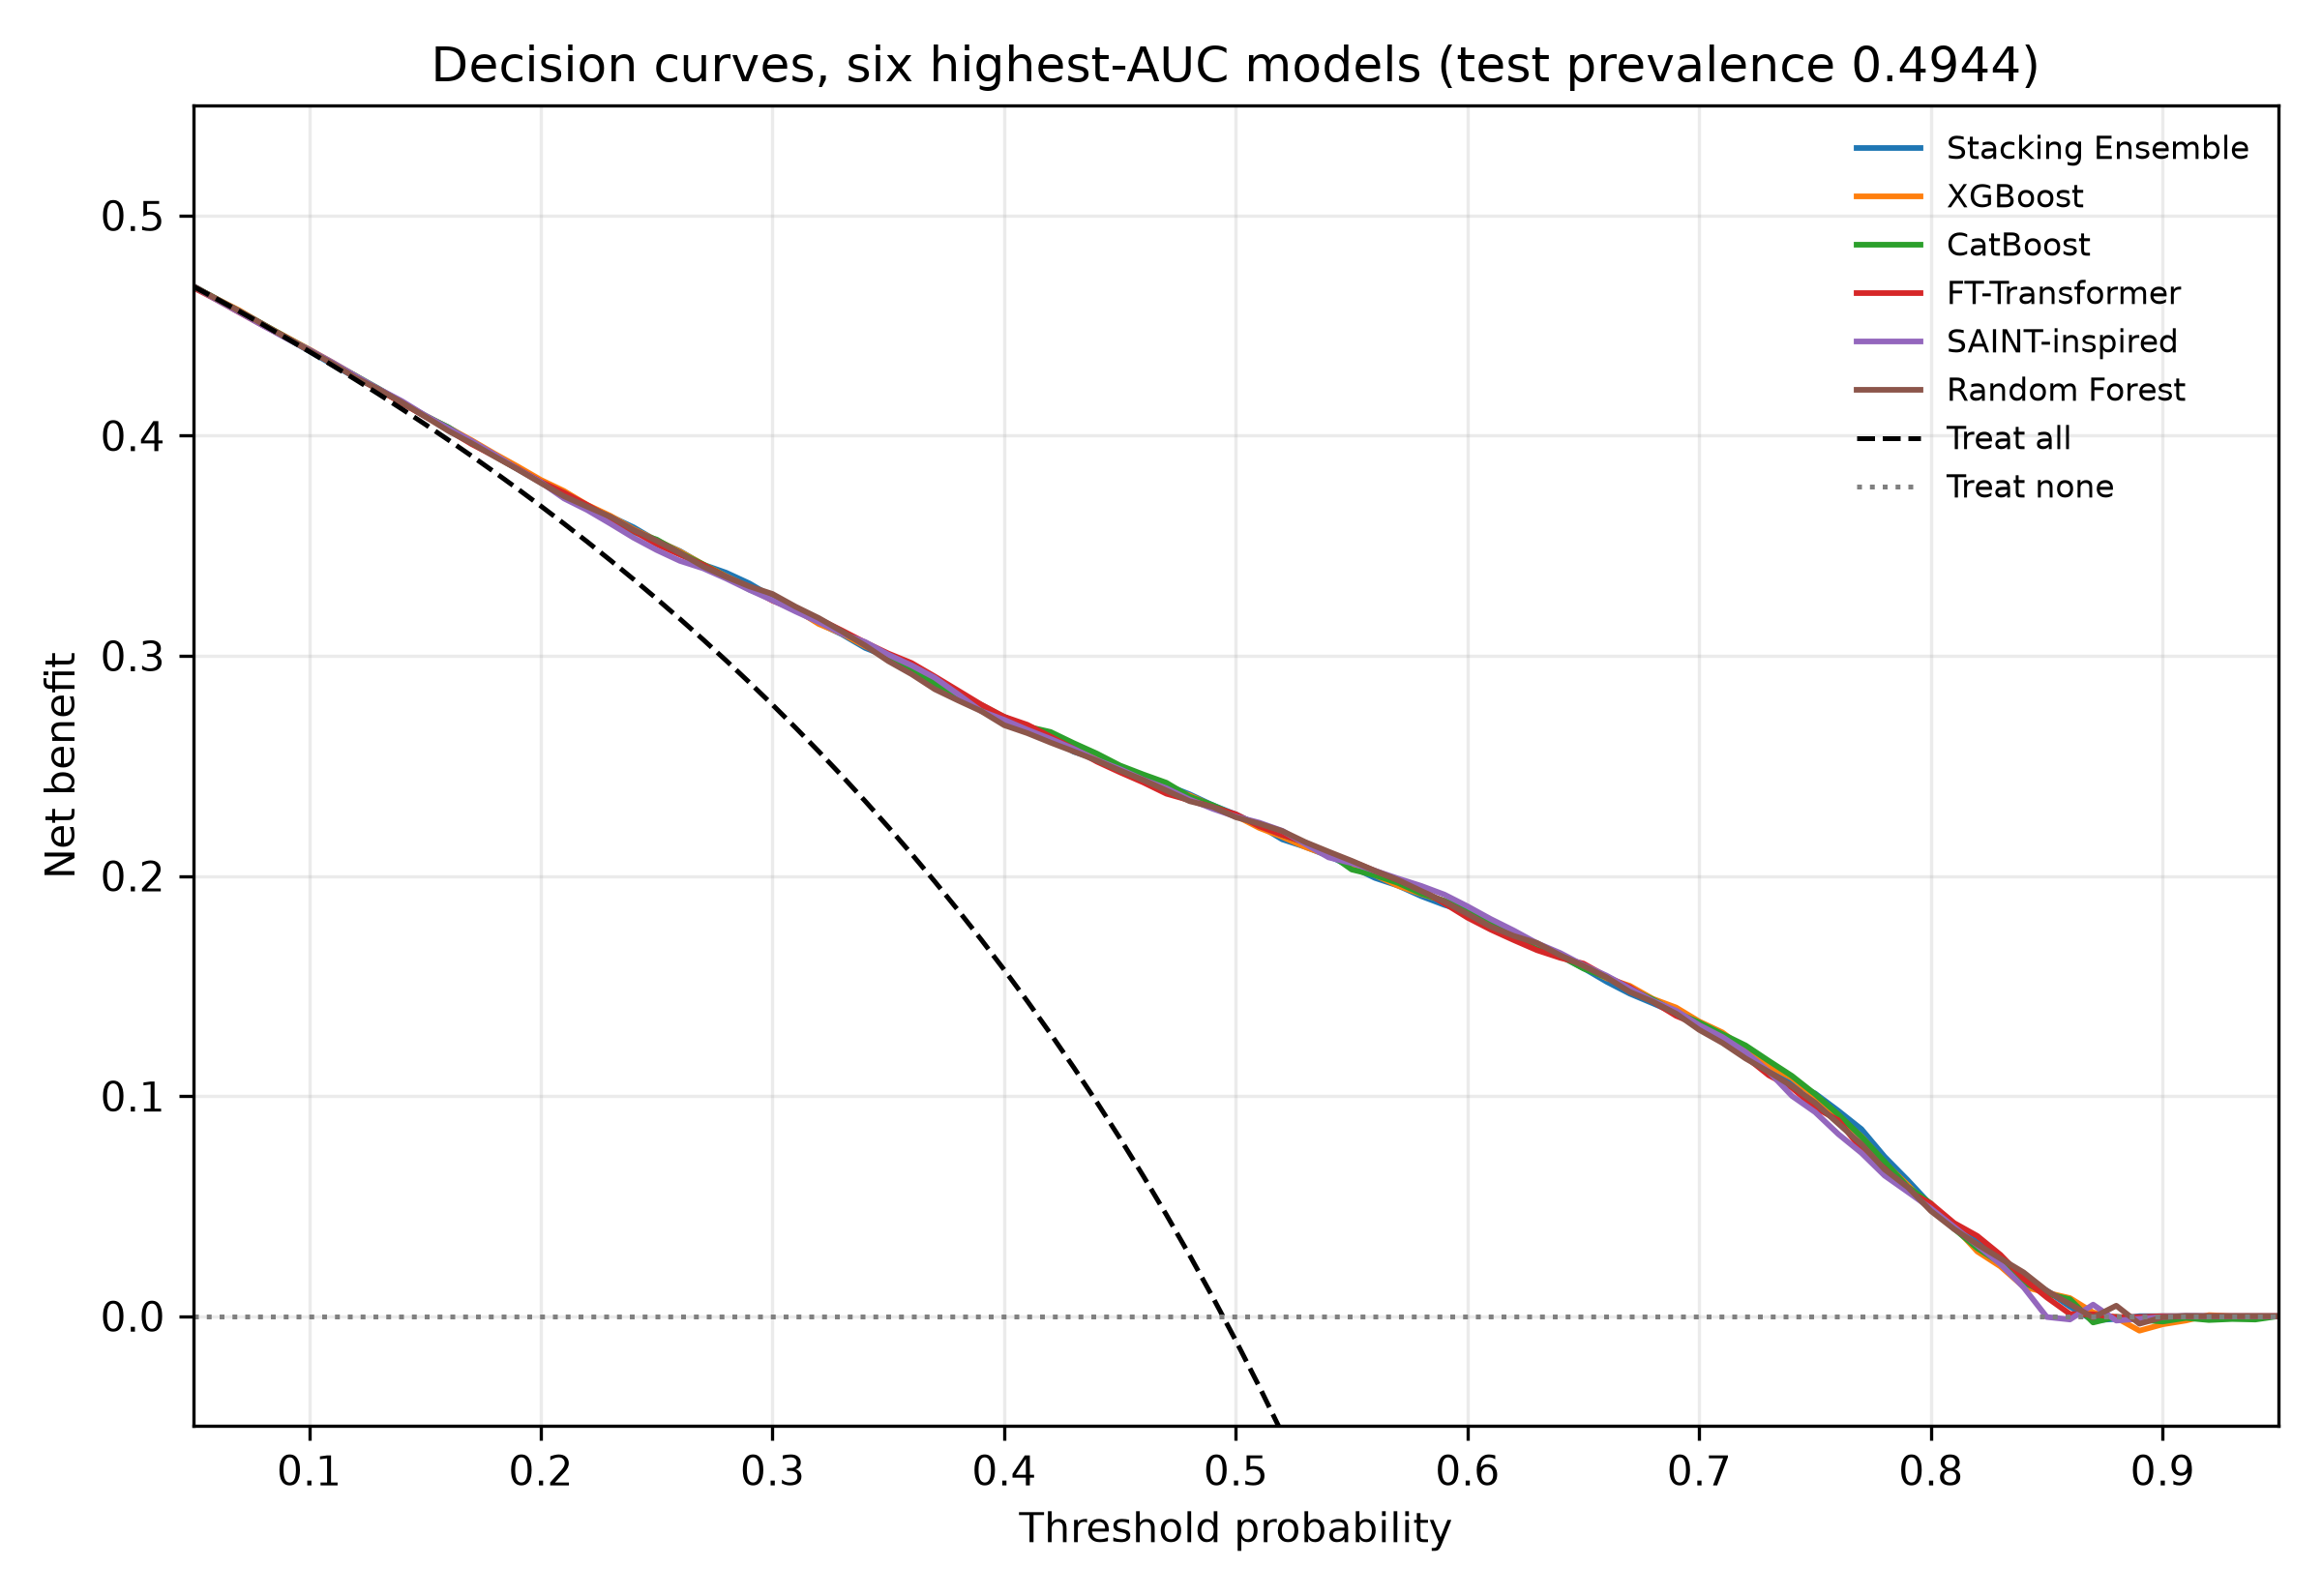 Decision curves, six highest-AUC models (test prevalence 0.4944)
Stacking Ensemble
XGBoost
CatBoost
FT-Transformer
SAINT-inspired
Random Forest
Treat all
Treat none
Net benefit
0.5
0.4
0.3
0.2
0.1
0.0
0.1 0.2 0.3 0.4 0.5 0.6 0.7 0.8 0.9
Threshold probability